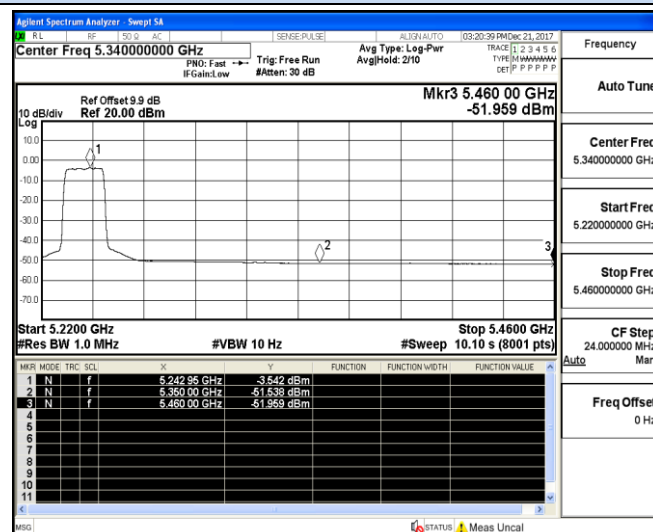 Agilent Spectrum Analyzer - Swept SA
RL RF 50 Ω AC SENSE:PULSE ALIGN AUTO 03:20:39 PM Dec 21, 2017
Center Freq 5.340000000 GHz
PNO: Fast
IFGain:Low
Trig: Free Run
#Atten: 30 dB
Avg Type: Log-Pwr
Avg|Hold: 2/10
TRACE 1 2 3 4 5 6
TYPE MWWWWW
DET P P P P P P
Mkr3 5.460 00 GHz
-51.959 dBm
Ref Offset 9.9 dB
10 dB/div Ref 20.00 dBm
Log
10.0
0.00
-10.0
-20.0
-30.0
-40.0
-50.0
-60.0
-70.0
1
2
3
Start 5.2200 GHz Stop 5.4600 GHz
#Res BW 1.0 MHz #VBW 10 Hz #Sweep 10.10 s (8001 pts)
MKR MODE TRC SCL X Y FUNCTION FUNCTION WIDTH FUNCTION VALUE
1 N f 5.242 95 GHz -3.542 dBm
2 N f 5.350 00 GHz -51.538 dBm
3 N f 5.460 00 GHz -51.959 dBm
4
5
6
7
8
9
10
11
MSG STATUS Meas Uncal
Frequency
Auto Tune
Center Freq
5.340000000 GHz
Start Freq
5.220000000 GHz
Stop Freq
5.460000000 GHz
CF Step
24.000000 MHz
Auto Man
Freq Offset
0 Hz